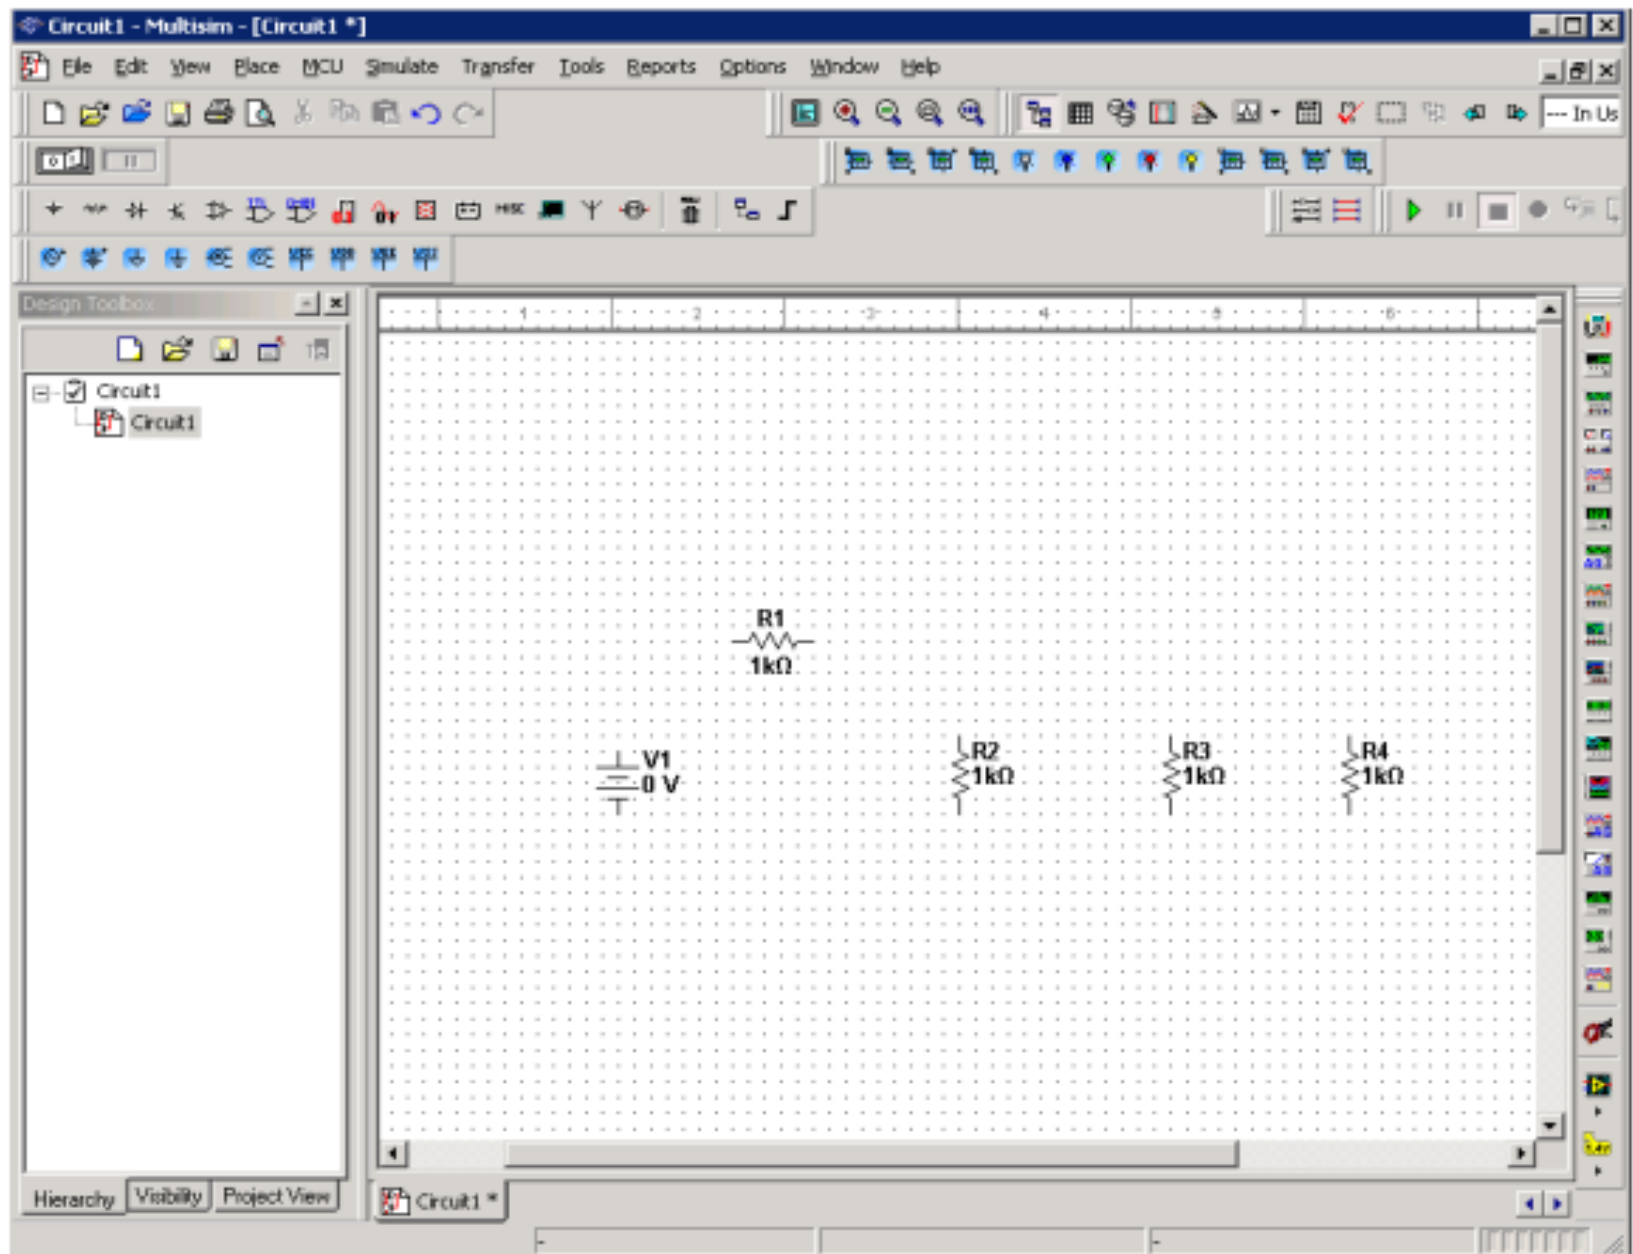 Circuit1 - Multisim - [Circuit1 *]
File Edit View Place MCU Simulate Transfer Tools Reports Options Window Help
--- In Us
MISC
Design Toolbox
Circuit1
Circuit1
1 2 3 4 5 6
R1
1kΩ
V1
0 V
R2
1kΩ
R3
1kΩ
R4
1kΩ
Hierarchy Visibility Project View
Circuit1 *